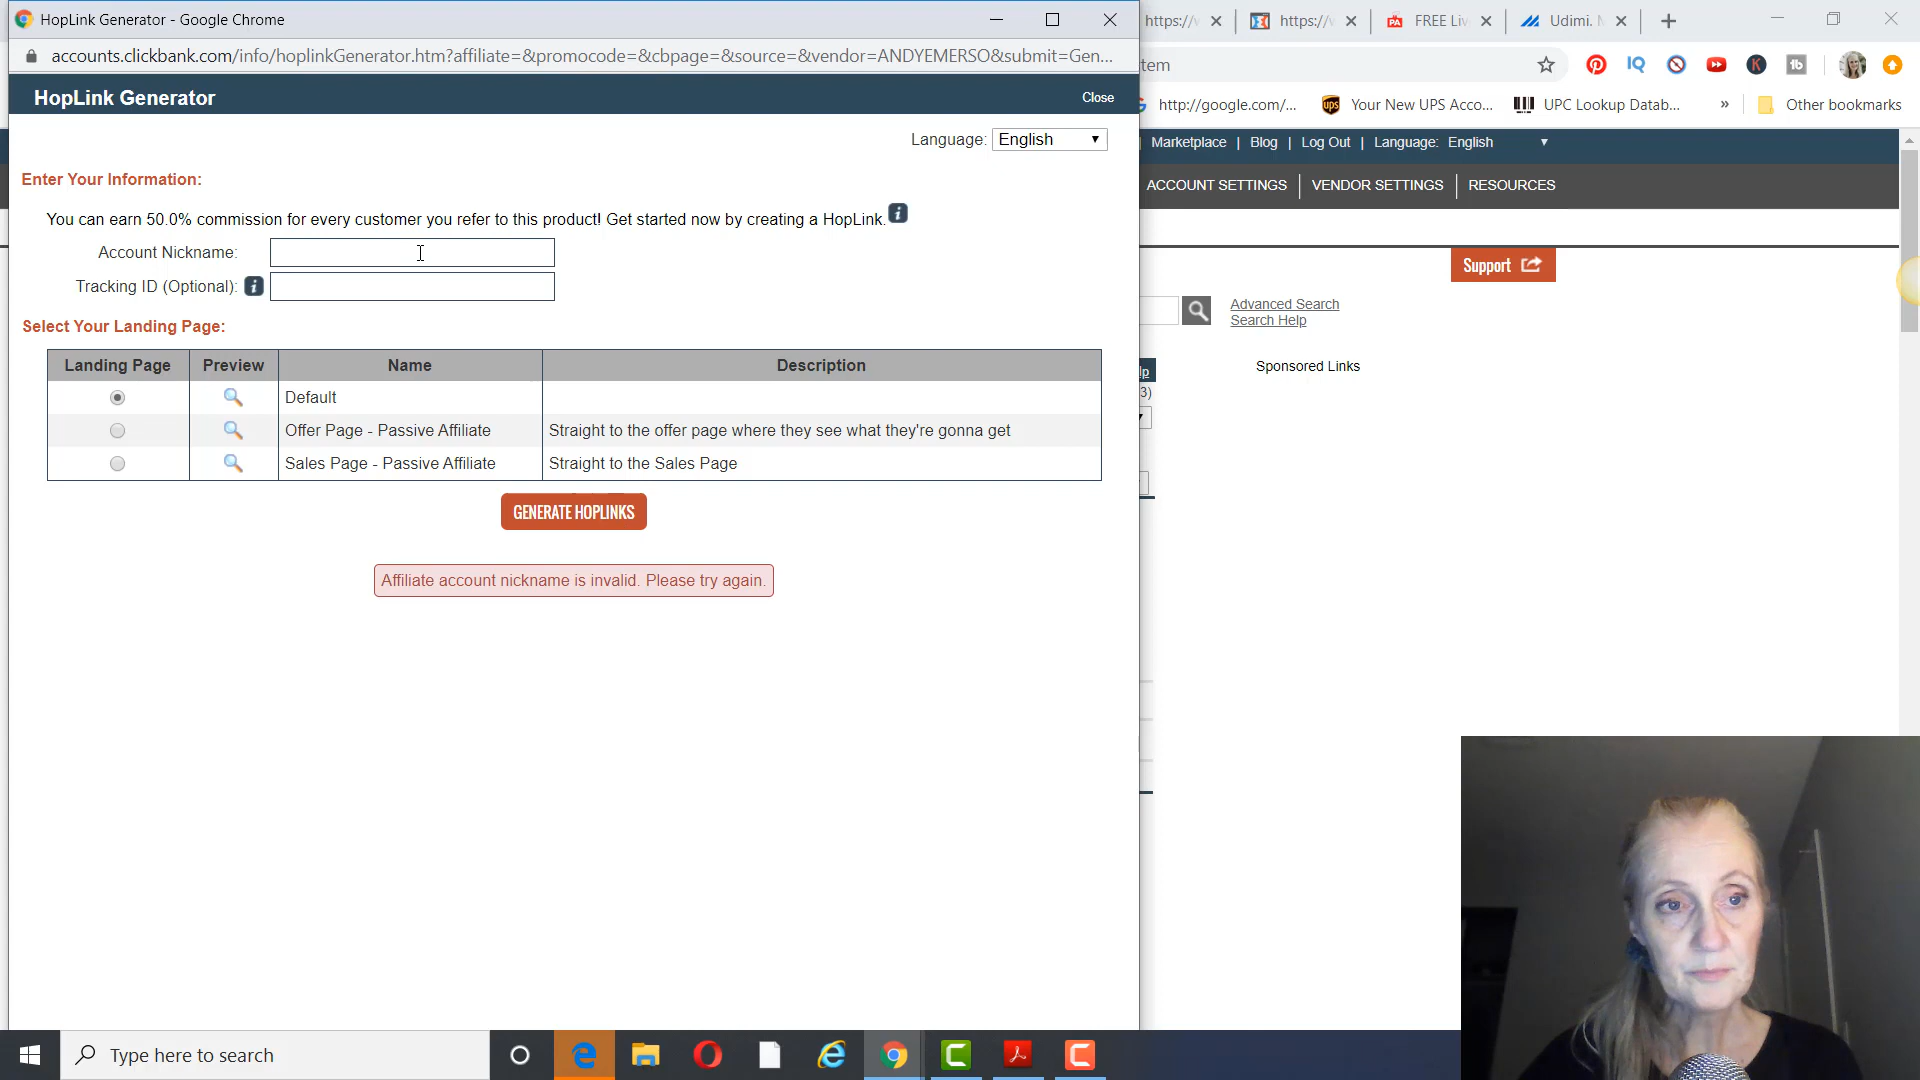 HopLink Generator - Google Chrome
https://v
https://v
FREE Liv
Udimi. M
accounts.clickbank.com/info/hoplinkGenerator.htm?affiliate=&promocode=&cbpage=&source=&vendor=ANDYEMERSO&submit=Gen...
tem
HopLink Generator
Close
http://google.com/...
Your New UPS Acco...
UPC Lookup Datab...
»
Other bookmarks
Language: English
Marketplace | Blog | Log Out | Language: English
ACCOUNT SETTINGS | VENDOR SETTINGS | RESOURCES
Enter Your Information:
You can earn 50.0% commission for every customer you refer to this product! Get started now by creating a HopLink.
Account Nickname:
Tracking ID (Optional):
Support
Advanced Search
Search Help
Select Your Landing Page:
Landing Page Preview Name Description
Default
Offer Page - Passive Affiliate Straight to the offer page where they see what they're gonna get
Sales Page - Passive Affiliate Straight to the Sales Page
lp
3)
Sponsored Links
GENERATE HOPLINKS
Affiliate account nickname is invalid. Please try again.
Type here to search